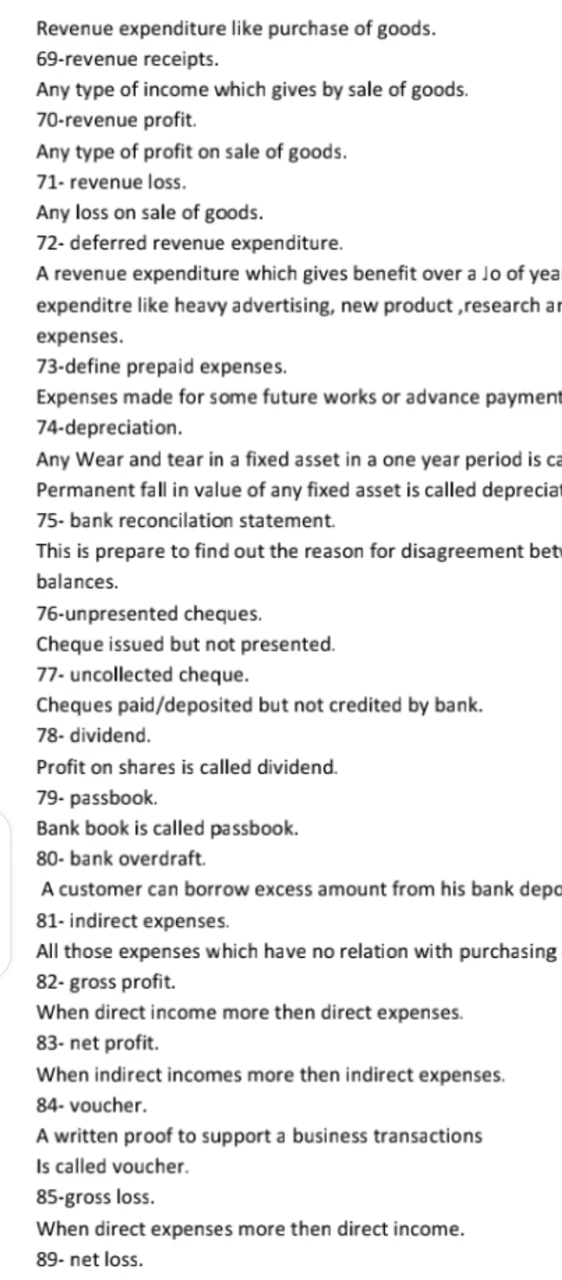 Revenue expenditure like purchase of goods.
69-revenue receipts.
Any type of income which gives by sale of goods.
70-revenue profit.
Any type of profit on sale of goods.
71- revenue loss.
Any loss on sale of goods.
72- deferred revenue expenditure.
A revenue expenditure which gives benefit over a Jo of yea
expenditre like heavy advertising, new product ,research ar
expenses.
73-define prepaid expenses.
Expenses made for some future works or advance payment
74-depreciation.
Any Wear and tear in a fixed asset in a one year period is ca
Permanent fall in value of any fixed asset is called depreciat
75- bank reconcilation statement.
This is prepare to find out the reason for disagreement betw
balances.
76-unpresented cheques.
Cheque issued but not presented.
77- uncollected cheque.
Cheques paid/deposited but not credited by bank.
78- dividend.
Profit on shares is called dividend.
79- passbook.
Bank book is called passbook.
80- bank overdraft.
A customer can borrow excess amount from his bank depo
81- indirect expenses.
All those expenses which have no relation with purchasing
82- gross profit.
When direct income more then direct expenses.
83- net profit.
When indirect incomes more then indirect expenses.
84- voucher.
A written proof to support a business transactions
Is called voucher.
85-gross loss.
When direct expenses more then direct income.
89- net loss.